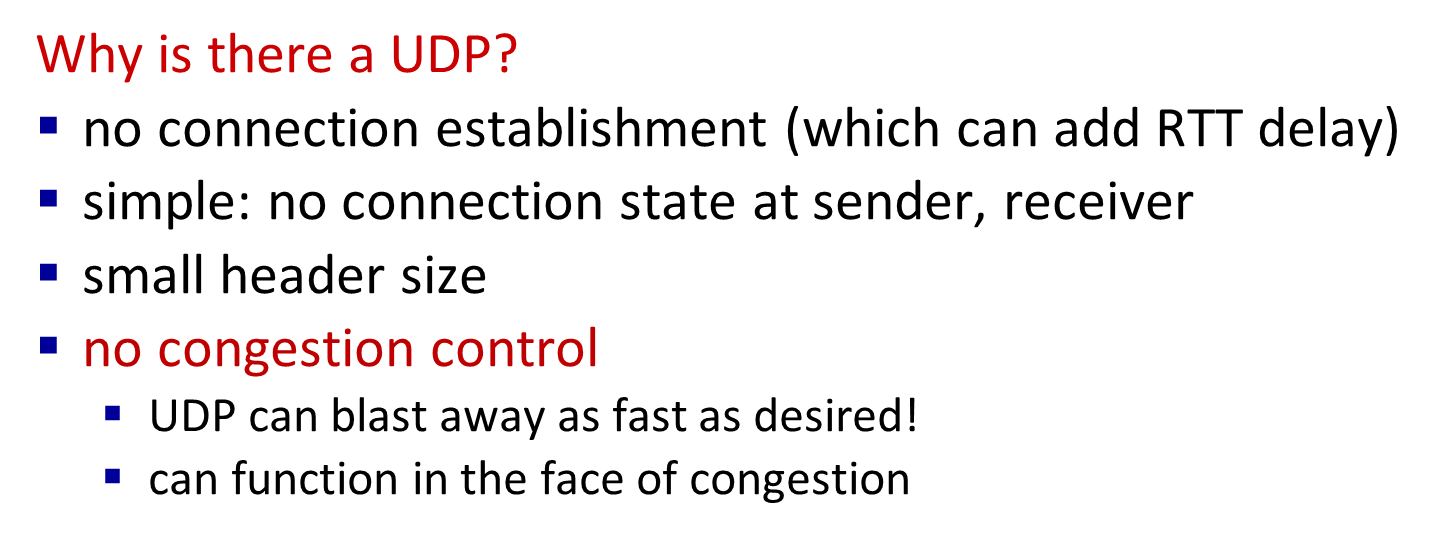 Why is there a UDP?
▪ no connection establishment (which can add RTT delay)
▪ simple: no connection state at sender, receiver
▪ small header size
▪ no congestion control
▪ UDP can blast away as fast as desired!
▪ can function in the face of congestion